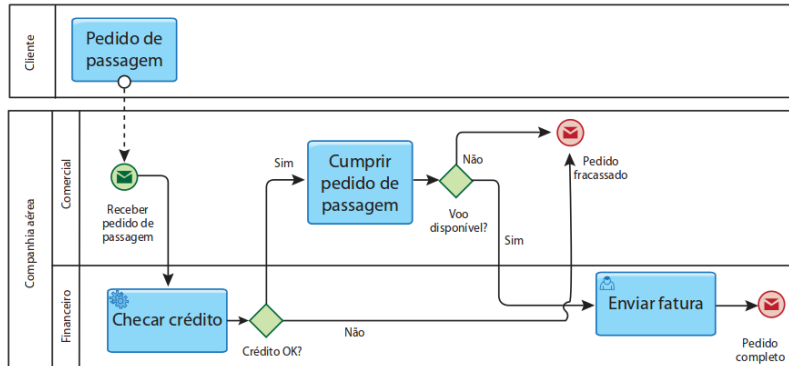 Cliente
Pedido de
passagem
Companhia aérea
Comercial
Receber
pedido de
passagem
Sim
Cumprir
pedido de
passagem
Não
Voo
disponível?
Sim
Pedido
fracassado
Financeiro
Checar crédito
Crédito OK?
Não
Enviar fatura
Pedido
completo